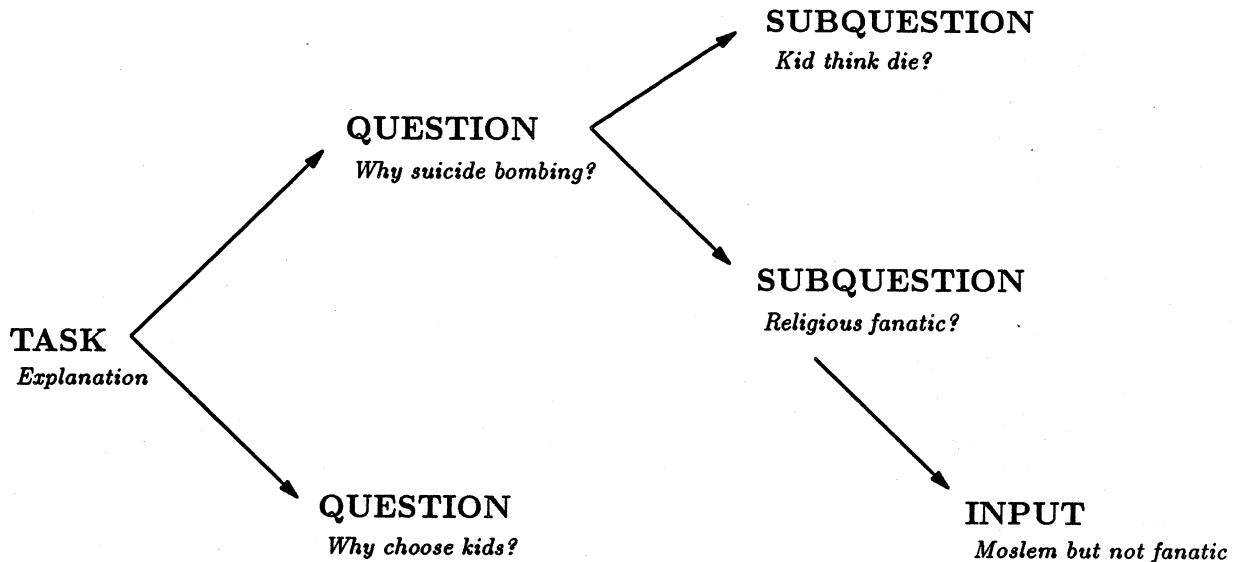 SUBQUESTION
Kid think die?
QUESTION
Why suicide bombing?
SUBQUESTION
Religious fanatic?
TASK
Explanation
QUESTION
Why choose kids?
INPUT
Moslem but not fanatic